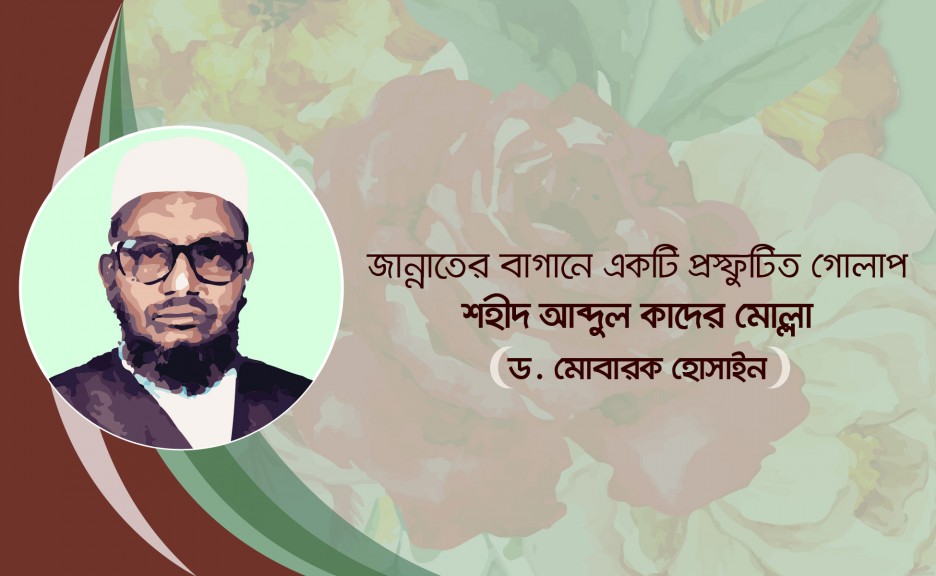 জান্নাতের বাগানে একটি প্রস্ফুটিত গোলাপ
শহীদ আব্দুল কাদের মোল্লা
(ড. মোবারক হোসাইন)